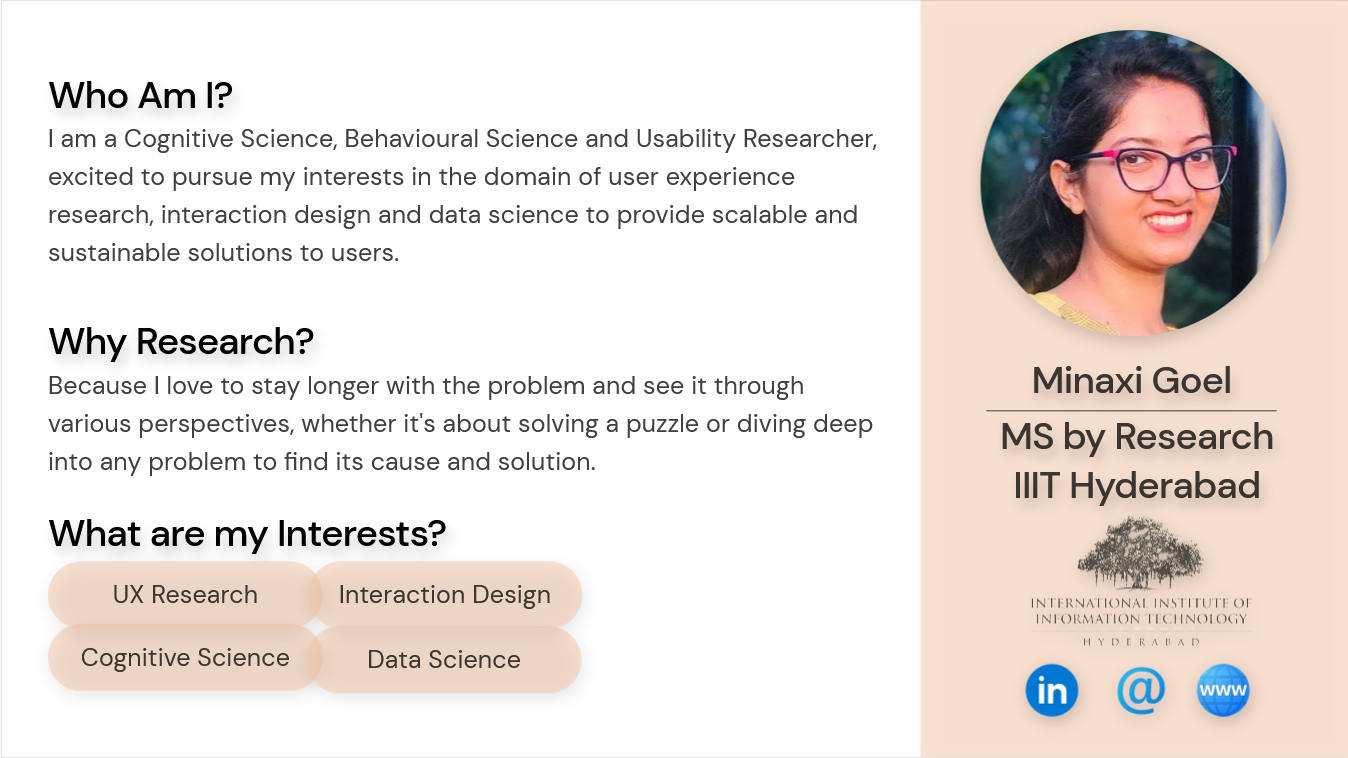 Who Am I?
I am a Cognitive Science, Behavioural Science and Usability Researcher,
excited to pursue my interests in the domain of user experience
research, interaction design and data science to provide scalable and
sustainable solutions to users.
Why Research?
Because I love to stay longer with the problem and see it through
various perspectives, whether it's about solving a puzzle or diving deep
into any problem to find its cause and solution.
What are my Interests?
UX Research
Interaction Design
Cognitive Science
Data Science
Minaxi Goel
MS by Research
IIIT Hyderabad
INTERNATIONAL INSTITUTE OF
INFORMATION TECHNOLOGY
HYDERABAD
in
@
WWW